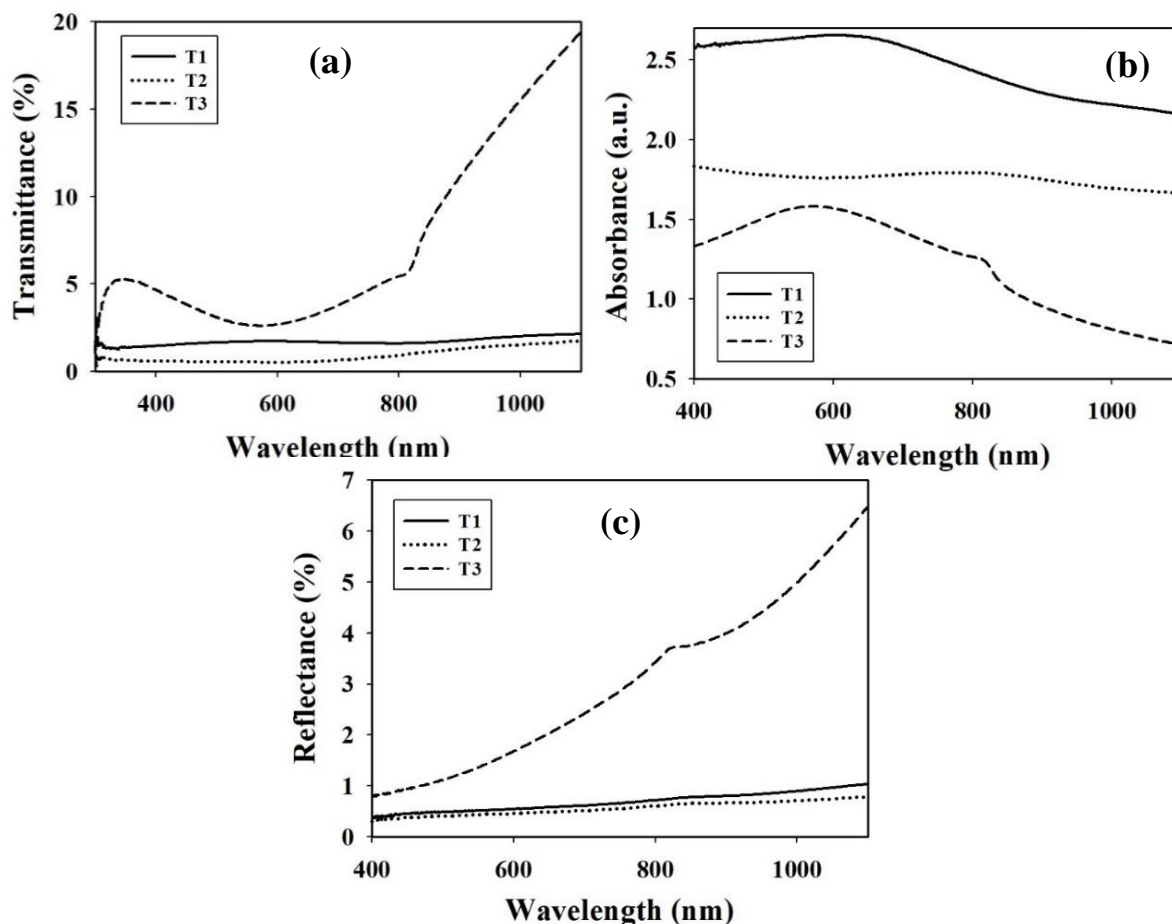 Transmittance (%)
20
15
10
5
0
T1
T2
T3
(a)
400
600
800
1000
Wavelength (nm)
Absorbance (a.u.)
2.5
2.0
1.5
1.0
0.5
(b)
T1
T2
T3
400
600
800
1000
Wavelength (nm)
Reflectance (%)
7
6
5
4
3
2
1
0
T1
T2
T3
(c)
400
600
800
1000
Wavelength (nm)